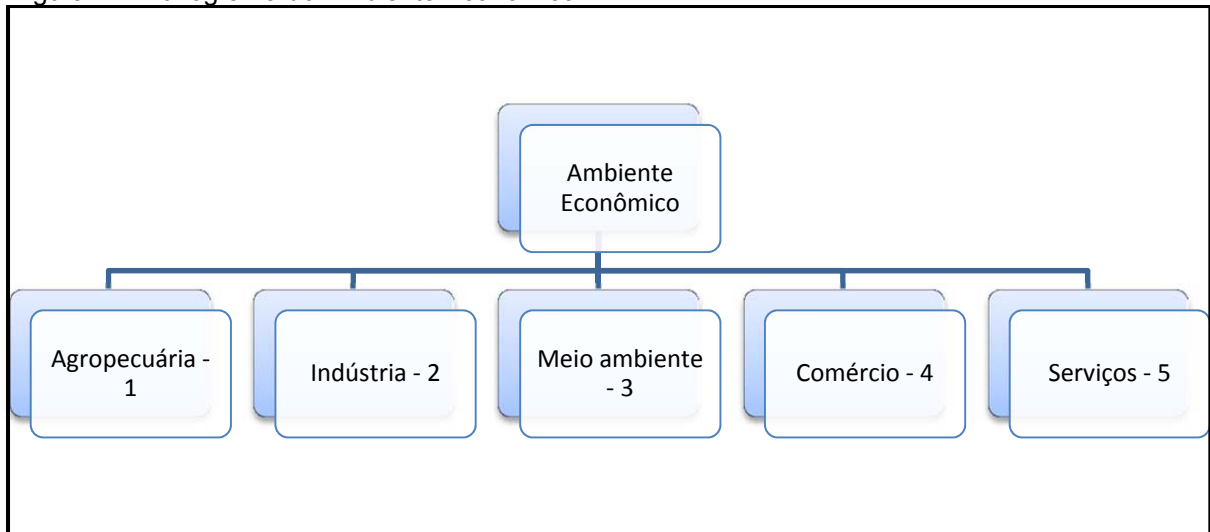 Ambiente
Econômico
Agropecuária -
1
Indústria - 2
Meio ambiente
- 3
Comércio - 4
Serviços - 5